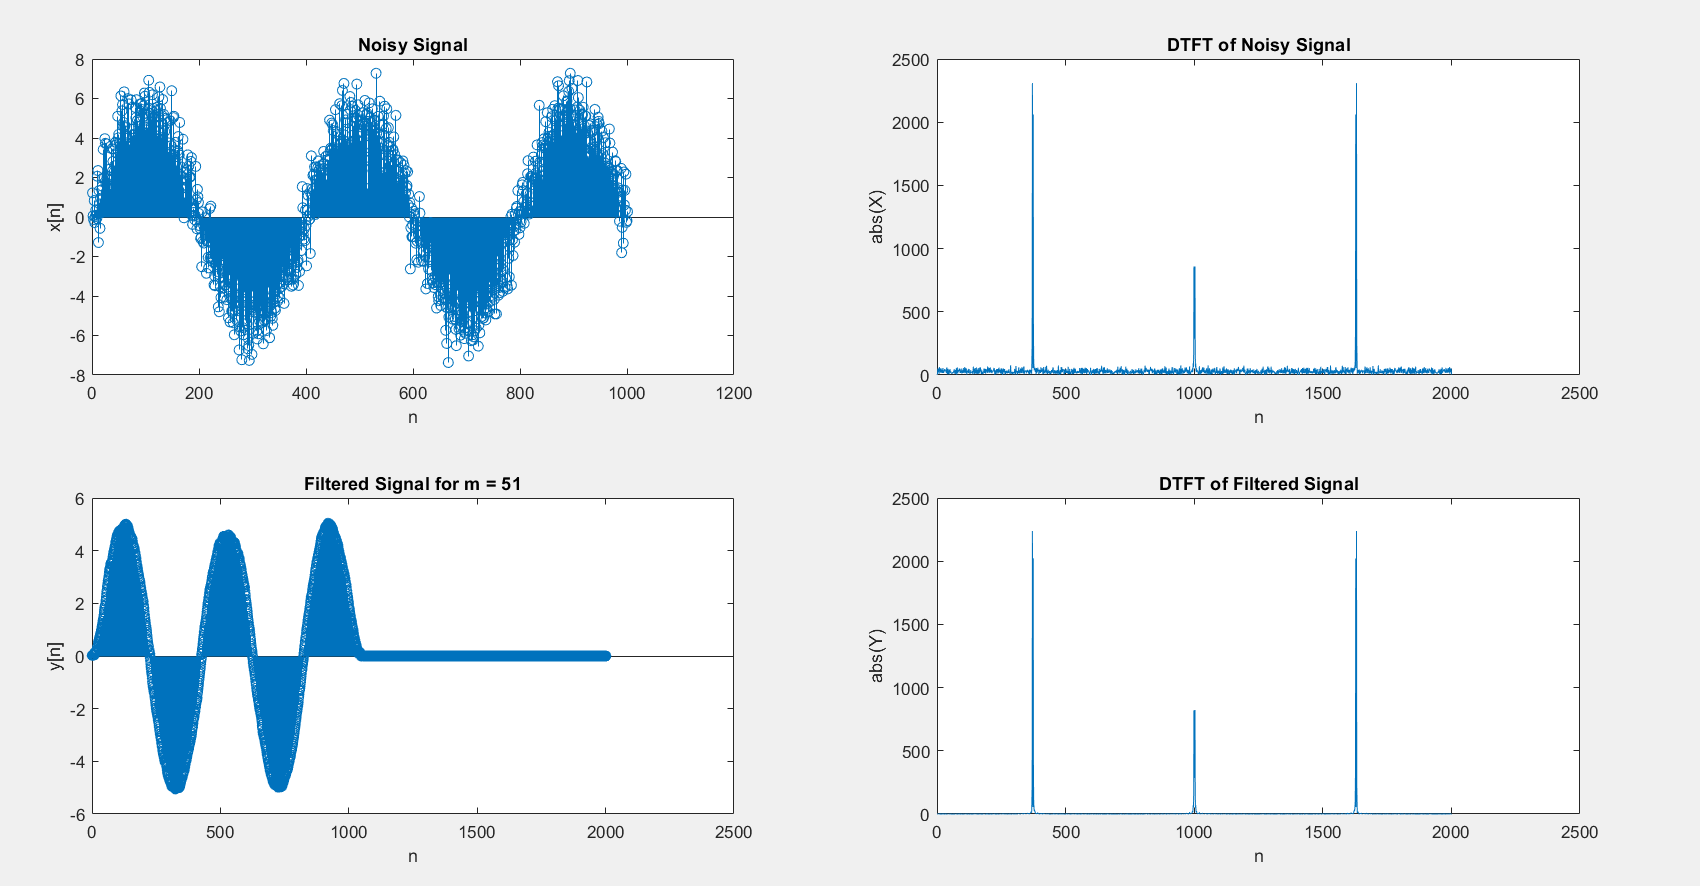 Noisy Signal
8
6
4
2
0
-2
-4
-6
-8
x[n]
0 200 400 600 800 1000 1200
n
DTFT of Noisy Signal
2500
2000
1500
1000
500
0
abs(X)
0 500 1000 1500 2000 2500
n
Filtered Signal for m = 51
6
4
2
0
-2
-4
-6
y[n]
0 500 1000 1500 2000 2500
n
DTFT of Filtered Signal
2500
2000
1500
1000
500
0
abs(Y)
0 500 1000 1500 2000 2500
n